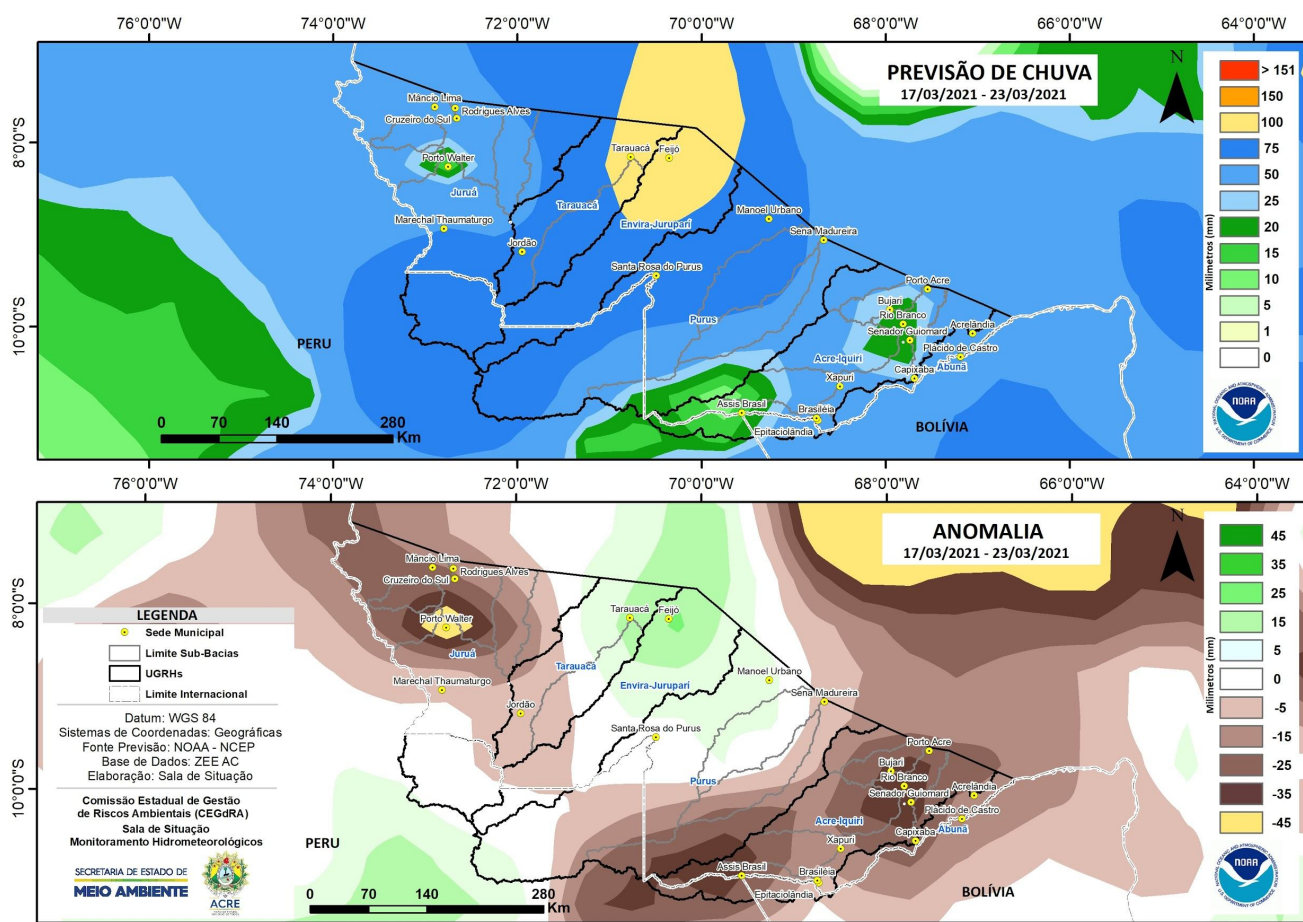 76°0'0"W 74°0'0"W 72°0'0"W 70°0'0"W 68°0'0"W 66°0'0"W 64°0'0"W
PREVISÃO DE CHUVA
17/03/2021 - 23/03/2021
N
> 151
150
100
75
50
25
20
15
10
5
1
0
Milímetros (mm)
NOAA
8°0'0"S
10°0'0"S
Mâncio Lima
Rodrigues Alves
Cruzeiro do Sul
Porto Walter
Juruá
Marechal Thaumaturgo
Jordão
Tarauacá
Feijó
Tarauacá
Envira-Jurupari
Manoel Urbano
Sena Madureira
Santa Rosa do Purus
Purus
Porto Acre
Bujari
Rio Branco
Senador Guiomard
Acrelândia
Plácido de Castro
Acre-Iquiri
Abunã
Capixaba
Xapuri
Assis Brasil
Brasiléia
Epitaciolândia
PERU
BOLÍVIA
0 70 140 280
Km
76°0'0"W 74°0'0"W 72°0'0"W 70°0'0"W 68°0'0"W 66°0'0"W 64°0'0"W
ANOMALIA
17/03/2021 - 23/03/2021
N
45
35
25
15
5
0
-5
-15
-25
-35
-45
Milímetros (mm)
NOAA
8°0'0"S
10°0'0"S
Mâncio Lima
Rodrigues Alves
Cruzeiro do Sul
Porto Walter
Juruá
Marechal Thaumaturgo
Jordão
Tarauacá
Feijó
Tarauacá
Envira-Jurupari
Manoel Urbano
Sena Madureira
Santa Rosa do Purus
Purus
Porto Acre
Bujari
Rio Branco
Senador Guiomard
Acrelândia
Plácido de Castro
Acre-Iquiri
Abunã
Capixaba
Xapuri
Assis Brasil
Brasiléia
Epitaciolândia
PERU
BOLÍVIA
0 70 140 280
Km
LEGENDA
Sede Municipal
Limite Sub-Bacias
UGRHs
Limite Internacional
Datum: WGS 84
Sistemas de Coordenadas: Geográficas
Fonte Previsão: NOAA - NCEP
Base de Dados: ZEE AC
Elaboração: Sala de Situação
Comissão Estadual de Gestão
de Riscos Ambientais (CEGdRA)
Sala de Situação
Monitoramento Hidrometeorológicos
SECRETARIA DE ESTADO DE
MEIO AMBIENTE
ACRE